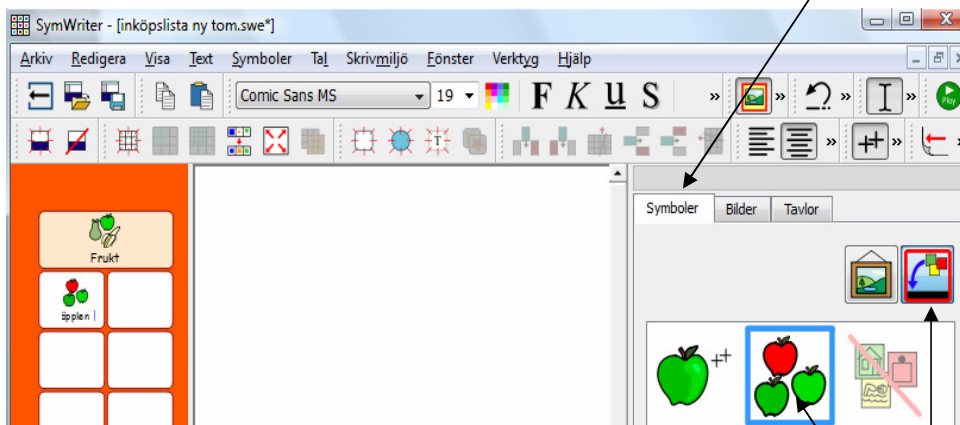 SymWriter - [inköpslista ny tom.swe*]
Arkiv Redigera Visa Text Symboler Tal Skrivmiljö Fönster Verktyg Hjälp
Comic Sans MS 19 F K U S » » » Play
T » »
Symboler Bilder Tavlor
Frukt
äpplen